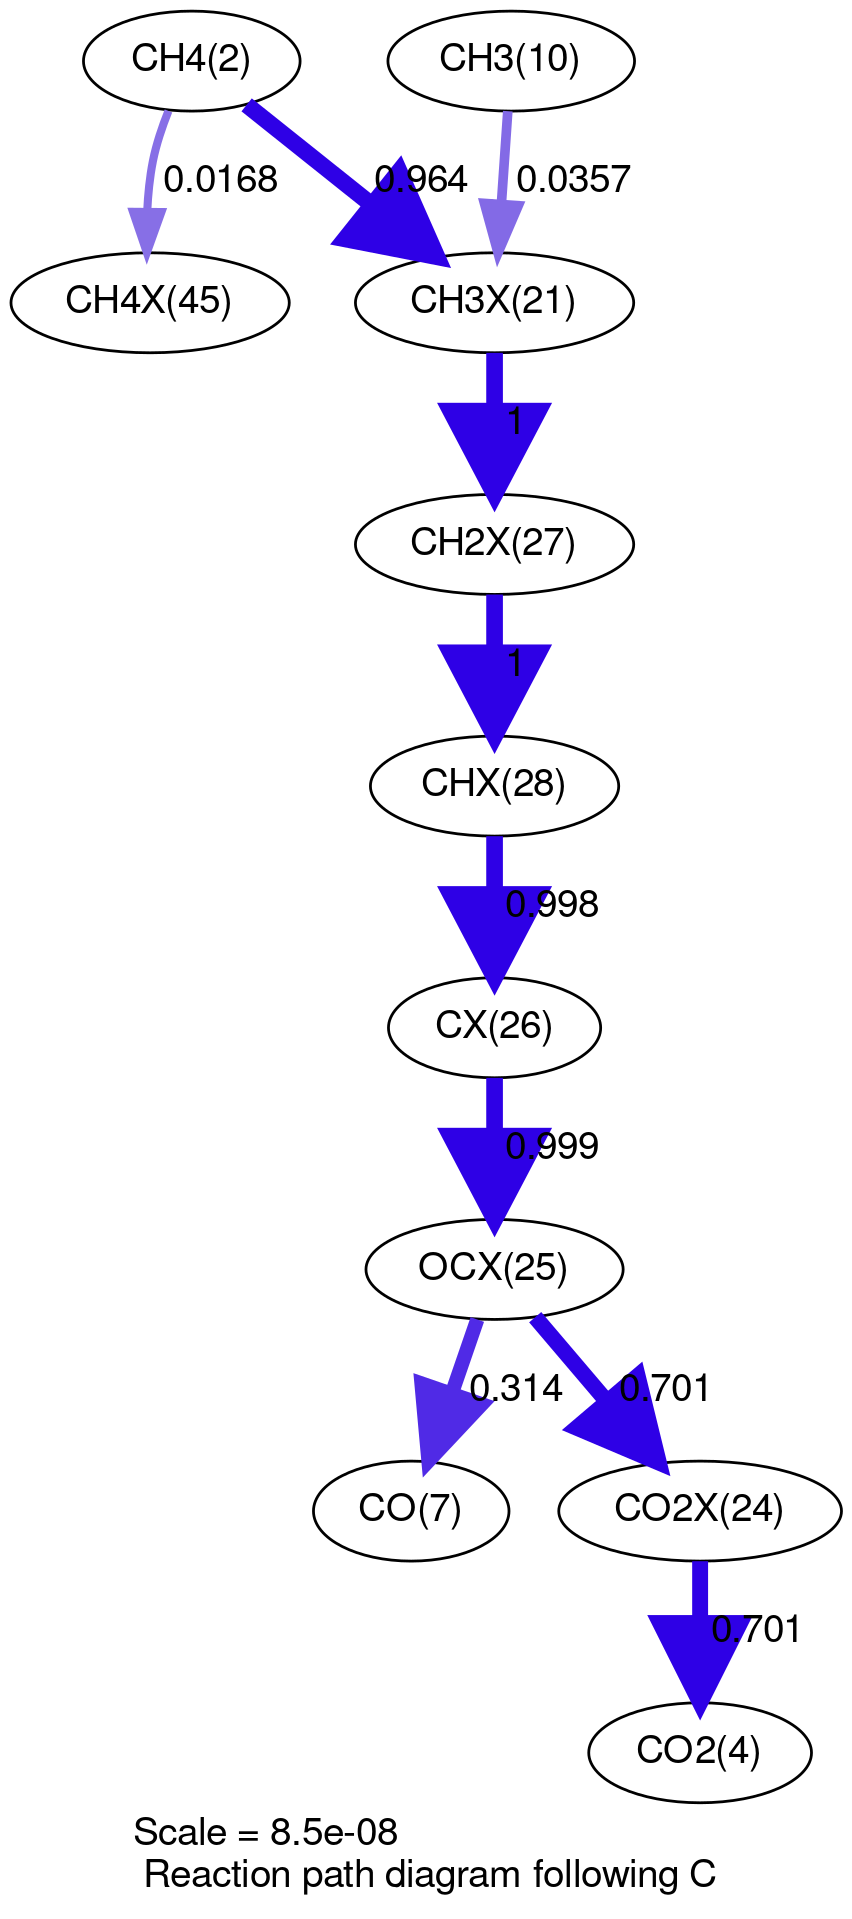 CH4(2)
CH3(10)
0.0168
0.964
0.0357
CH4X(45)
CH3X(21)
1
CH2X(27)
1
CHX(28)
0.998
CX(26)
0.999
OCX(25)
0.314
0.701
CO(7)
CO2X(24)
0.701
CO2(4)
Scale = 8.5e-08
Reaction path diagram following C